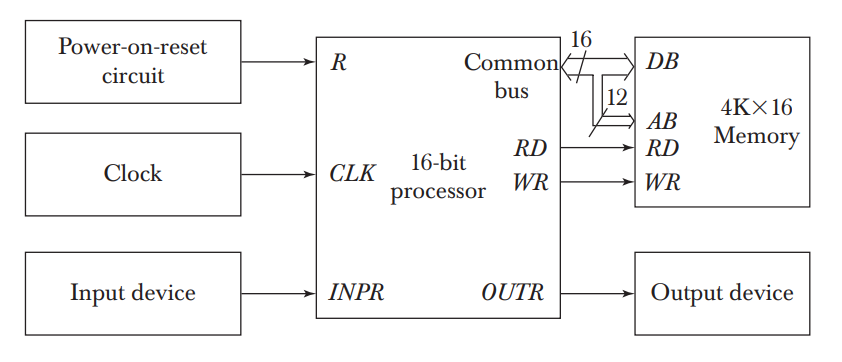 Power-on-reset
circuit
R
Common
bus
16
12
DB
AB
4K×16
Memory
RD
RD
Clock
CLK
16-bit
processor
WR
WR
Input device
INPR
OUTR
Output device